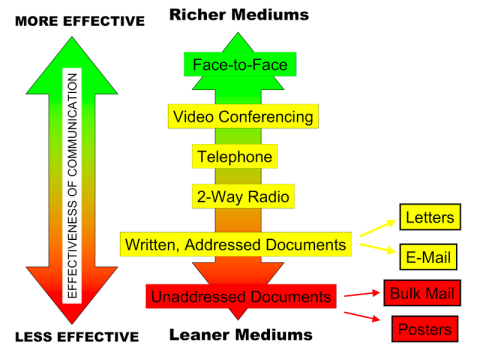 MORE EFFECTIVE
Richer Mediums
Face-to-Face
EFFECTIVENESS OF COMMUNICATION
Video Conferencing
Telephone
2-Way Radio
Letters
Written, Addressed Documents
E-Mail
Unaddressed Documents
Bulk Mail
Posters
LESS EFFECTIVE
Leaner Mediums